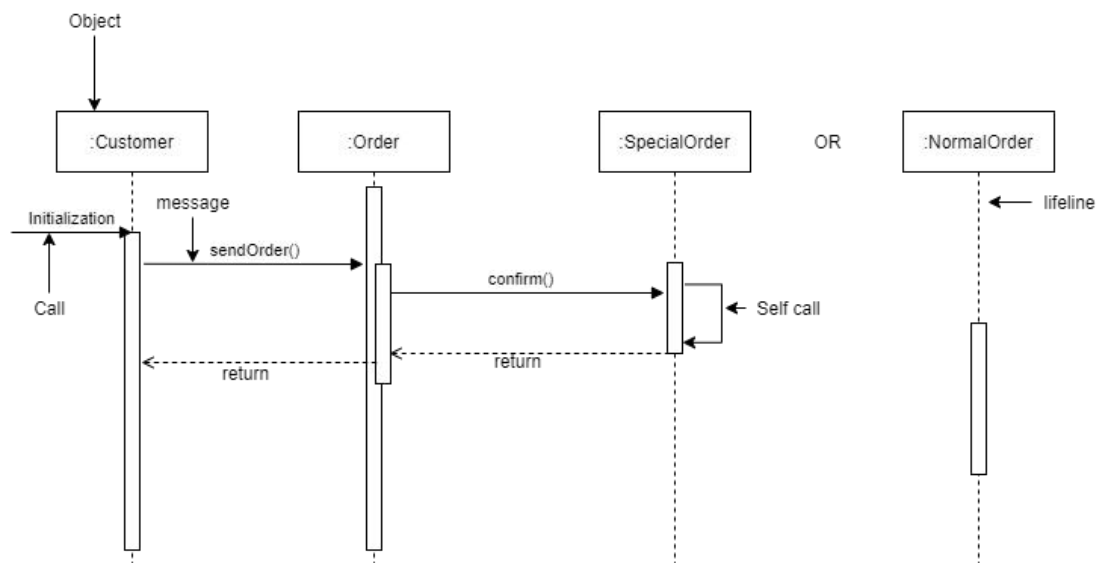 Object
:Customer
:Order
:SpecialOrder
OR
:NormalOrder
message
lifeline
Initialization
sendOrder()
confirm()
Call
Self call
return
return